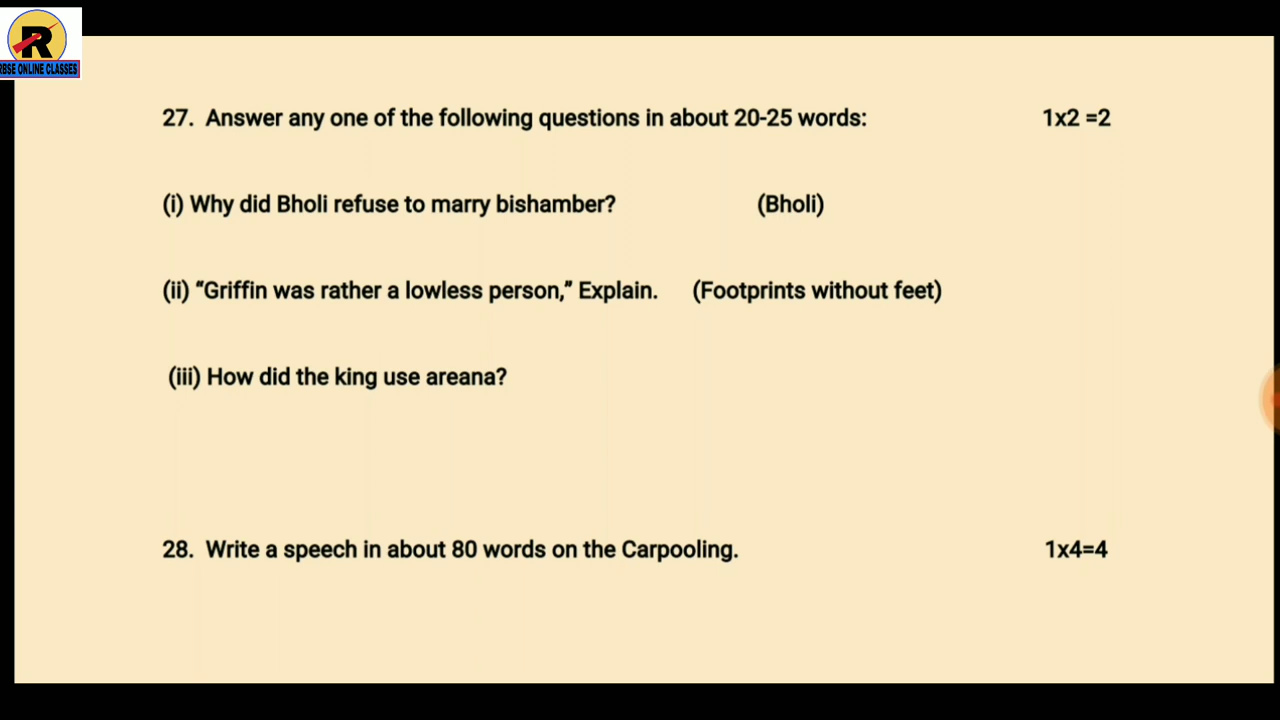 R
RBSE ONLINE CLASSES
27. Answer any one of the following questions in about 20-25 words: 1x2 =2
(i) Why did Bholi refuse to marry bishamber? (Bholi)
(ii) “Griffin was rather a lowless person,” Explain. (Footprints without feet)
(iii) How did the king use areana?
28. Write a speech in about 80 words on the Carpooling. 1x4=4